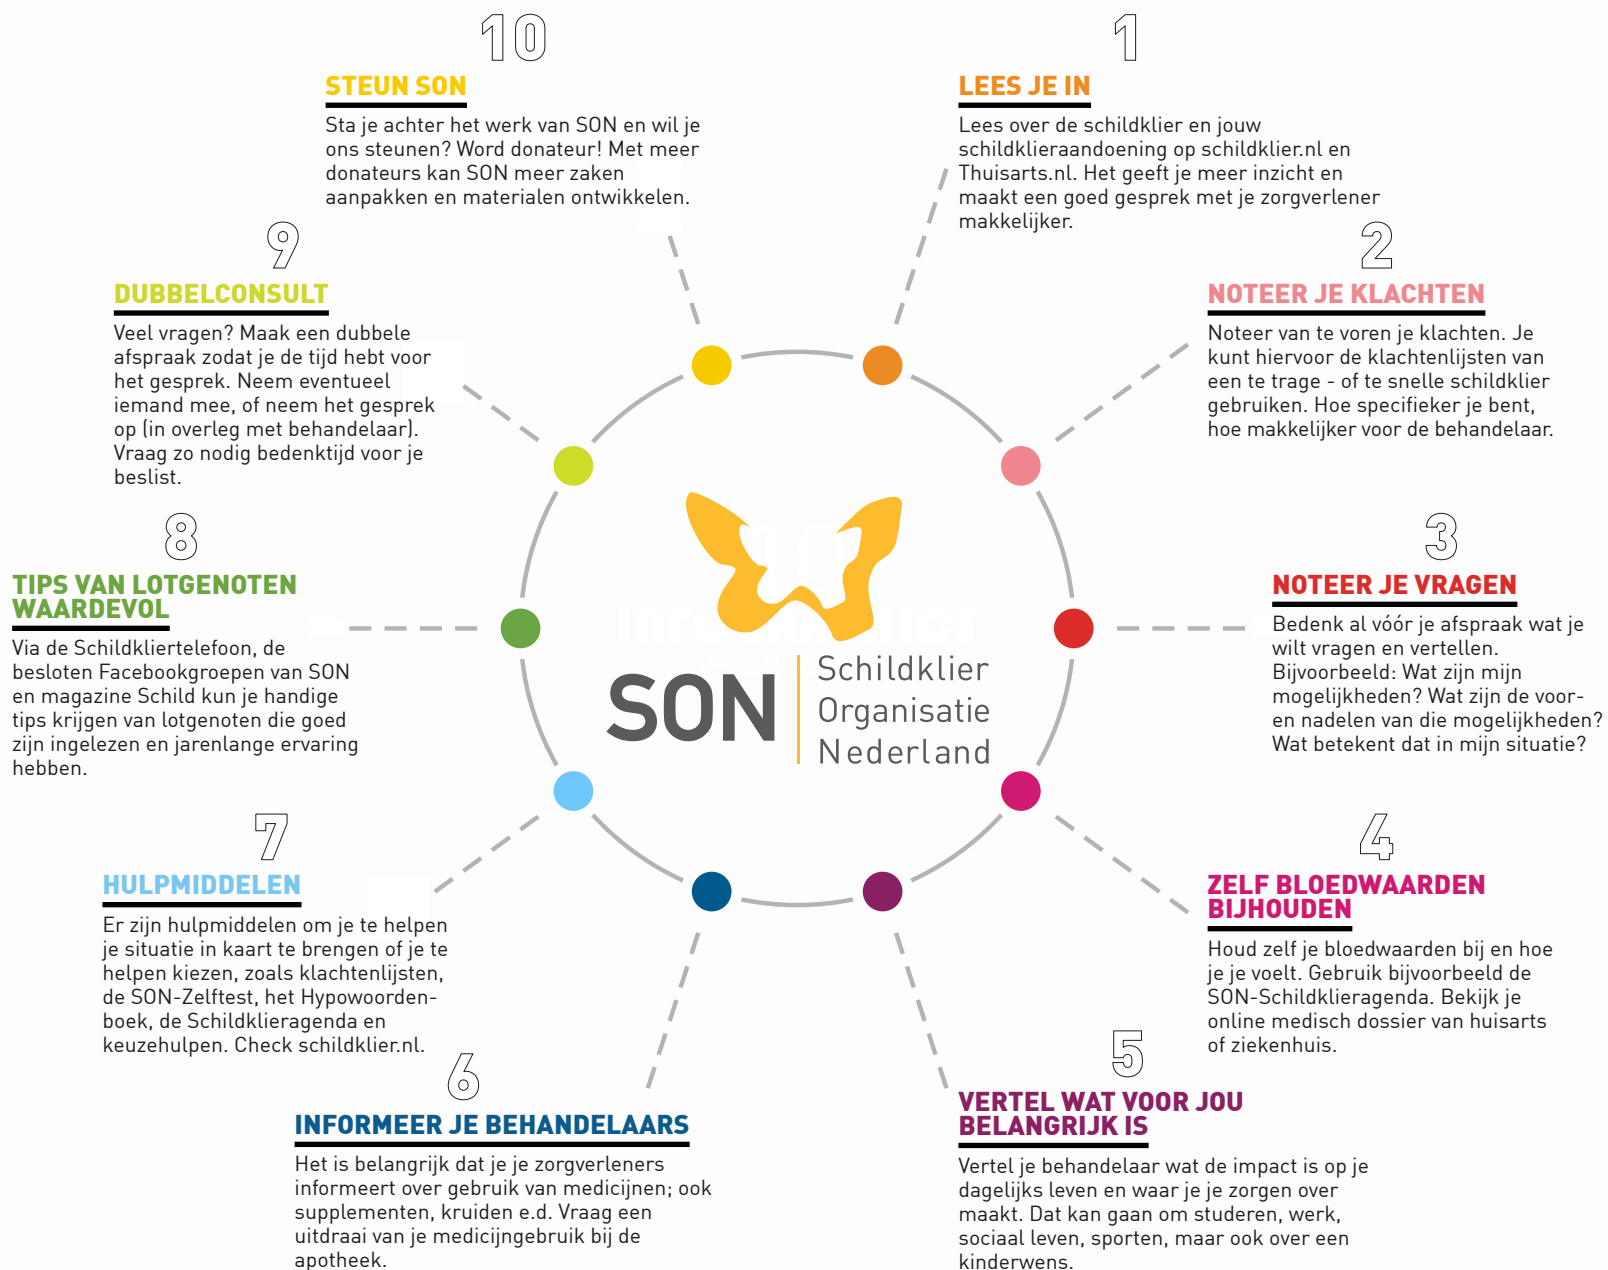 1
LEES JE IN
Lees over de schildklier en jouw
schildklieraandoening op schildklier.nl en
Thuisarts.nl. Het geeft je meer inzicht en
maakt een goed gesprek met je zorgverlener
makkelijker.
2
NOTEER JE KLACHTEN
Noteer van te voren je klachten. Je
kunt hiervoor de klachtenlijsten van
een te trage - of te snelle schildklier
gebruiken. Hoe specifieker je bent,
hoe makkelijker voor de behandelaar.
3
NOTEER JE VRAGEN
Bedenk al vóór je afspraak wat je
wilt vragen en vertellen.
Bijvoorbeeld: Wat zijn mijn
mogelijkheden? Wat zijn de voor-
en nadelen van die mogelijkheden?
Wat betekent dat in mijn situatie?
4
ZELF BLOEDWAARDEN
BIJHOUDEN
Houd zelf je bloedwaarden bij en hoe
je je voelt. Gebruik bijvoorbeeld de
SON-Schildklieragenda. Bekijk je
online medisch dossier van huisarts
of ziekenhuis.
5
VERTEL WAT VOOR JOU
BELANGRIJK IS
Vertel je behandelaar wat de impact is op je
dagelijks leven en waar je je zorgen over
maakt. Dat kan gaan om studeren, werk,
sociaal leven, sporten, maar ook over een
kinderwens.
6
INFORMEER JE BEHANDELAARS
Het is belangrijk dat je je zorgverleners
informeert over gebruik van medicijnen; ook
supplementen, kruiden e.d. Vraag een
uitdraai van je medicijngebruik bij de
apotheek.
7
HULPMIDDELEN
Er zijn hulpmiddelen om je te helpen
je situatie in kaart te brengen of je te
helpen kiezen, zoals klachtenlijsten,
de SON-Zelftest, het Hypowoorden-
boek, de Schildklieragenda en
keuzehulpen. Check schildklier.nl.
8
TIPS VAN LOTGENOTEN
WAARDEVOL
Via de Schildkliertelefoon, de
besloten Facebookgroepen van SON
en magazine Schild kun je handige
tips krijgen van lotgenoten die goed
zijn ingelezen en jarenlange ervaring
hebben.
9
DUBBELCONSULT
Veel vragen? Maak een dubbele
afspraak zodat je de tijd hebt voor
het gesprek. Neem eventueel
iemand mee, of neem het gesprek
op (in overleg met behandelaar).
Vraag zo nodig bedenktijd voor je
beslist.
10
STEUN SON
Sta je achter het werk van SON en wil je
ons steunen? Word donateur! Met meer
donateurs kan SON meer zaken
aanpakken en materialen ontwikkelen.
10
SON
Schildklier
Organisatie
Nederland